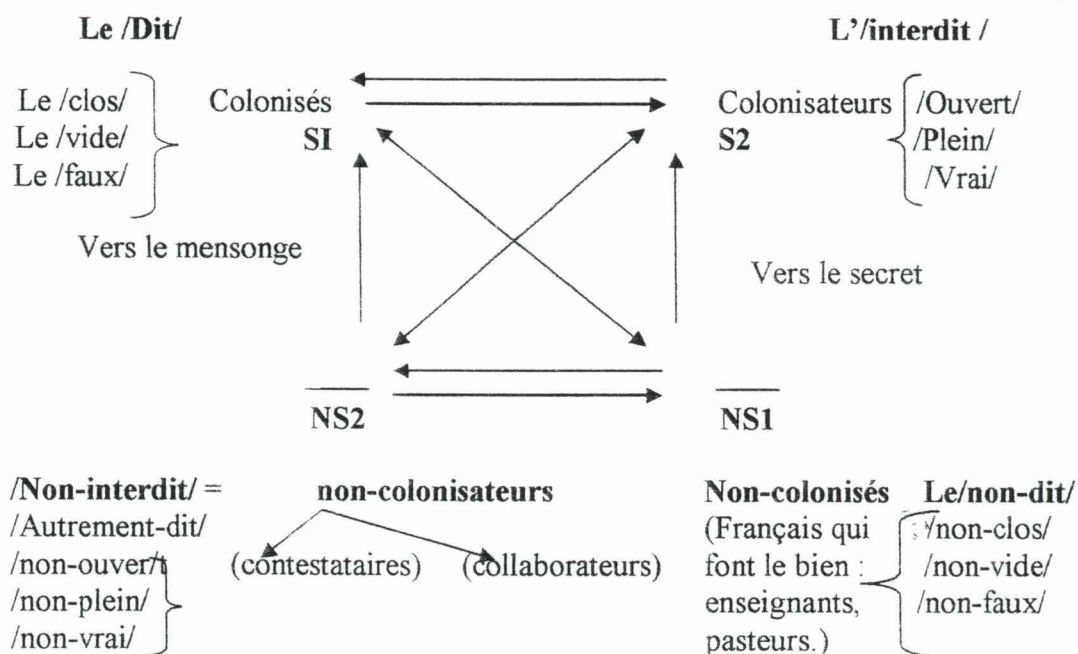 Le /Dit/ L'/interdit /
Le /clos/ Colonisés Colonisateurs /Ouvert/
Le /vide/ SI S2 /Plein/
Le /faux/ /Vrai/
Vers le mensonge
Vers le secret
NS2 NS1
/Non-interdit/ = non-colonisateurs Non-colonisés Le/non-dit/
/Autrement-dit/ (Français qui /non-clos/
/non-ouvert/ (contestataires) (collaborateurs) font le bien : /non-vide/
/non-plein/ enseignants, /non-faux/
/non-vrai/ pasteurs.)